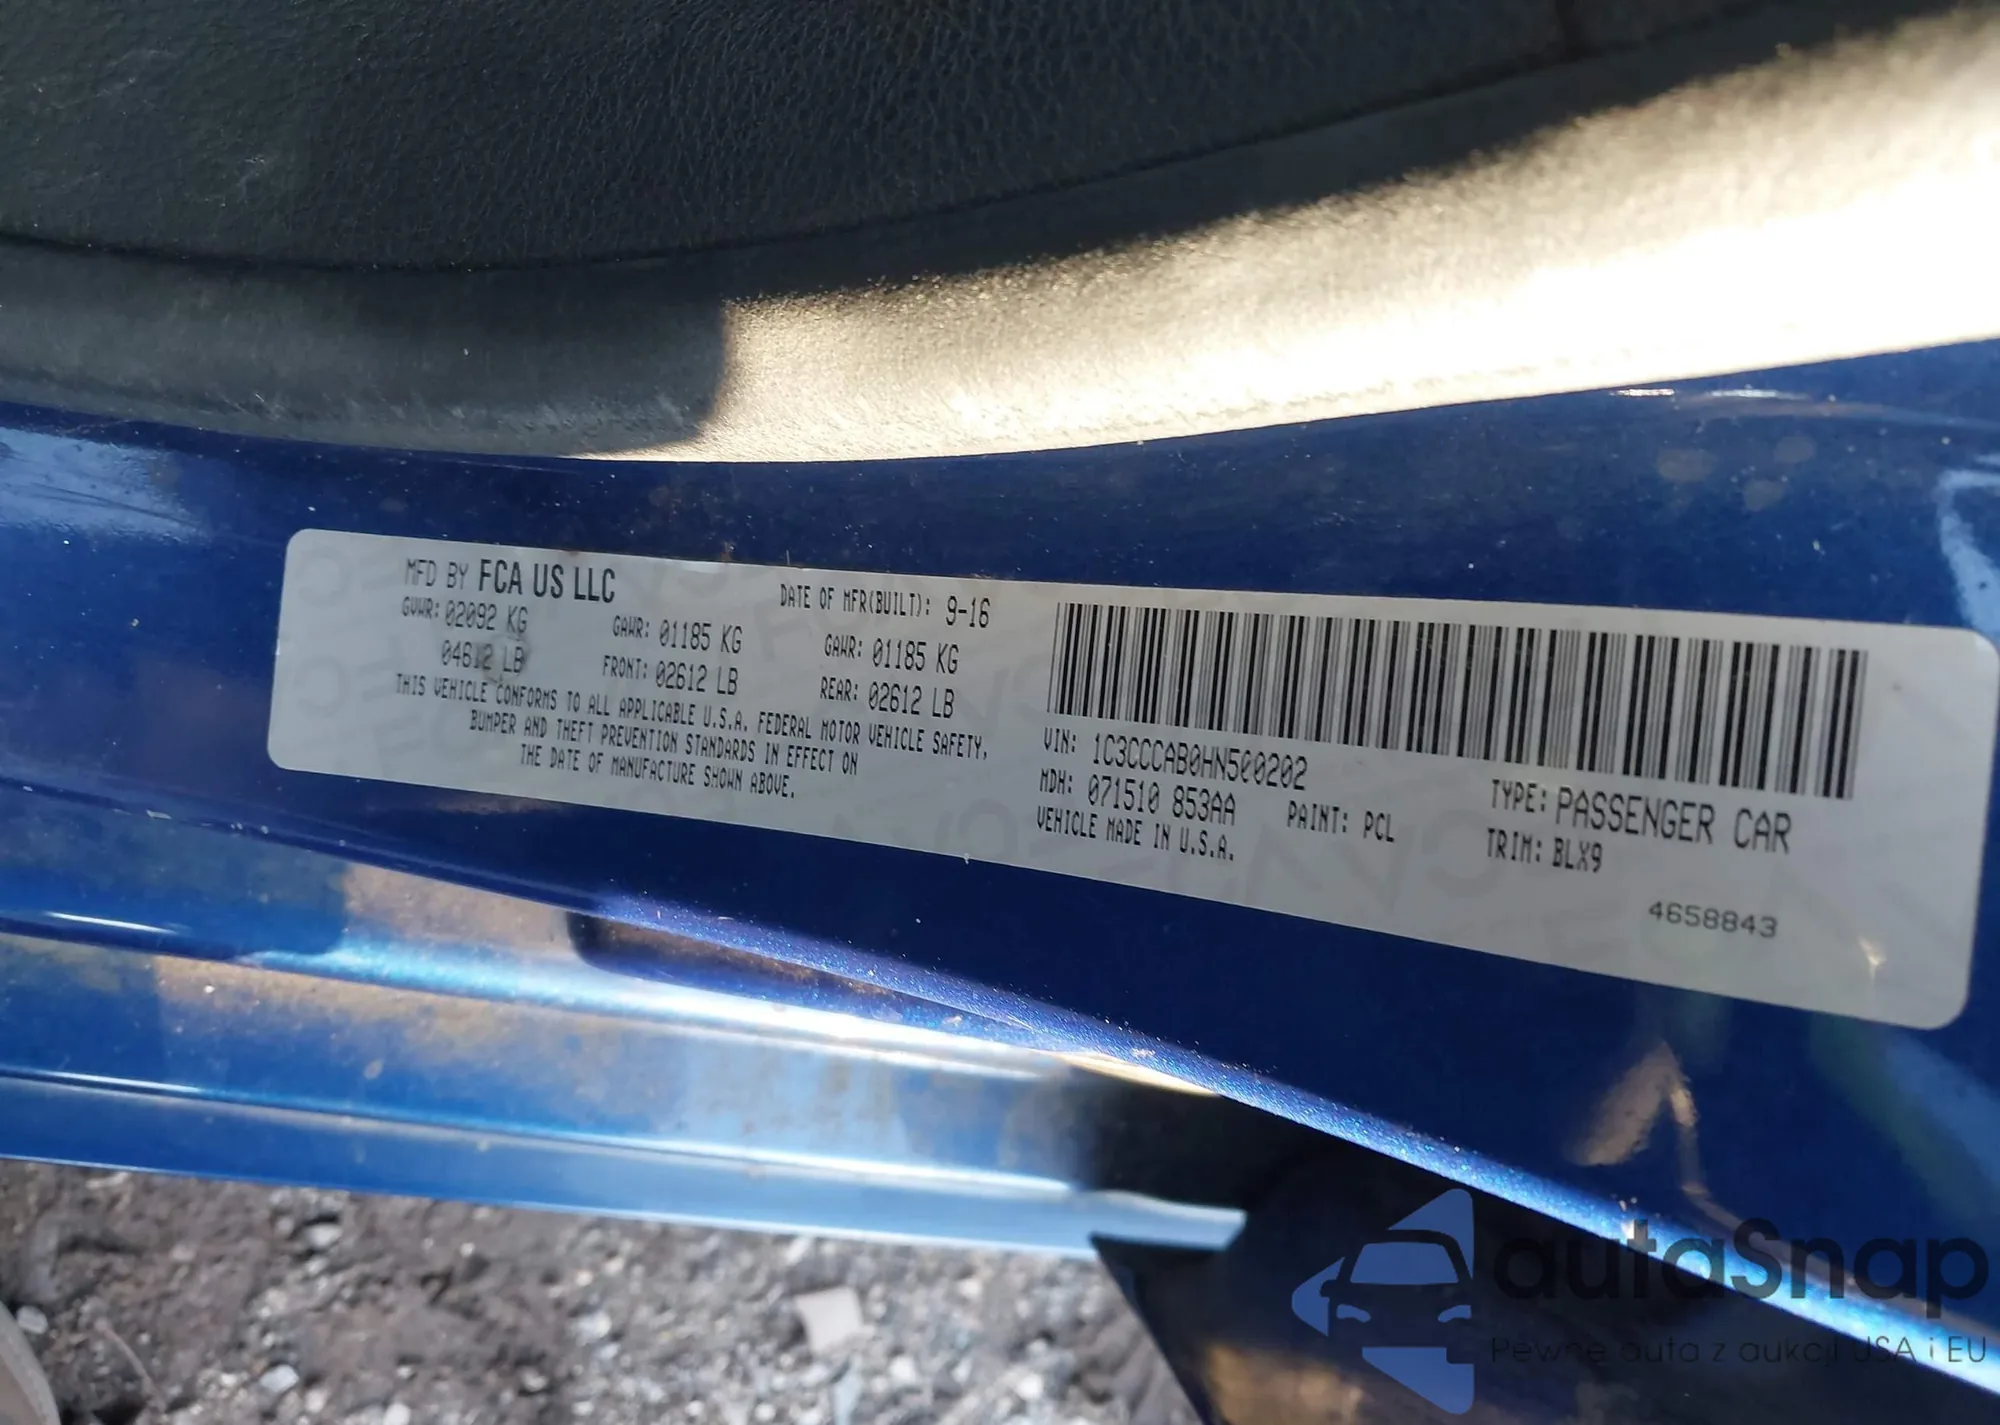 MFD BY FCA US LLC
DATE OF MFR(BUILT): 9-16
GVWR: 02092 KG
04612 LB
GAWR: 01185 KG
FRONT: 02612 LB
GAWR: 01185 KG
REAR: 02612 LB
THIS VEHICLE CONFORMS TO ALL APPLICABLE U.S.A. FEDERAL MOTOR VEHICLE SAFETY,
BUMPER AND THEFT PREVENTION STANDARDS IN EFFECT ON
THE DATE OF MANUFACTURE SHOWN ABOVE.
VIN: 1C3CCCAB0HN500202
TYPE: PASSENGER CAR
MDH: 071510 853AA
PAINT: PCL
TRIM: BLX9
VEHICLE MADE IN U.S.A.
4658843
autaSnap
Pewne auta z aukcji USA i EU